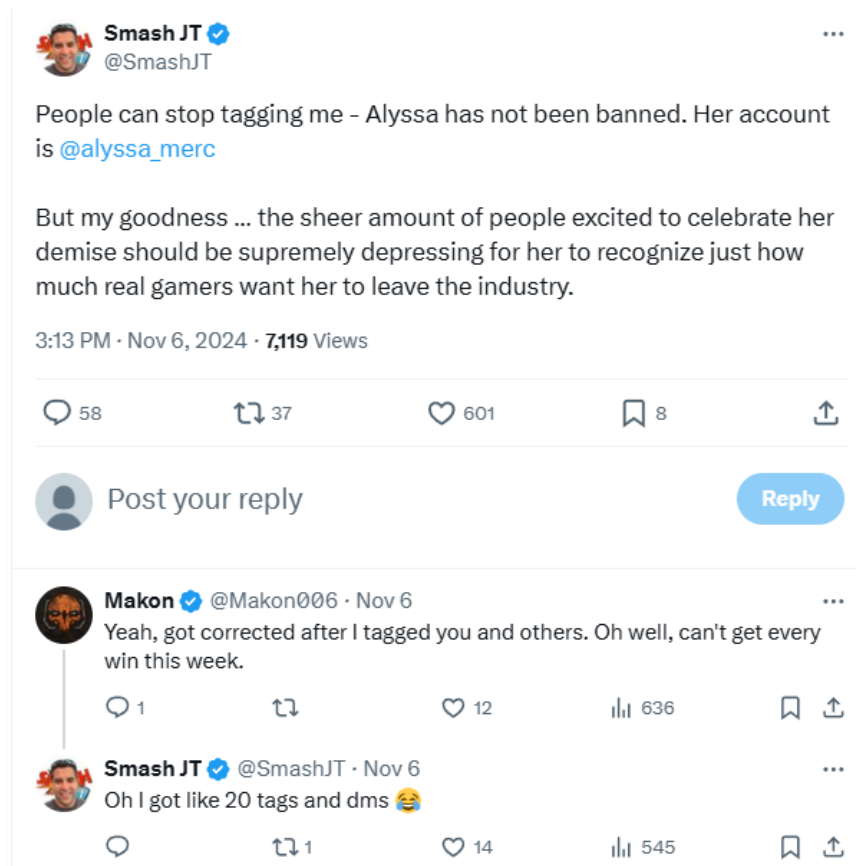 Smash JT
@SmashJT
People can stop tagging me – Alyssa has not been banned. Her account
is @alyssa_merc
But my goodness ... the sheer amount of people excited to celebrate her
demise should be supremely depressing for her to recognize just how
much real gamers want her to leave the industry.
3:13 PM · Nov 6, 2024 · 7,119 Views
58 37 601 8
Post your reply Reply
Makon @Makon006 · Nov 6
Yeah, got corrected after I tagged you and others. Oh well, can't get every
win this week.
1 12 636
Smash JT @SmashJT · Nov 6
Oh I got like 20 tags and dms 😂
1 14 545